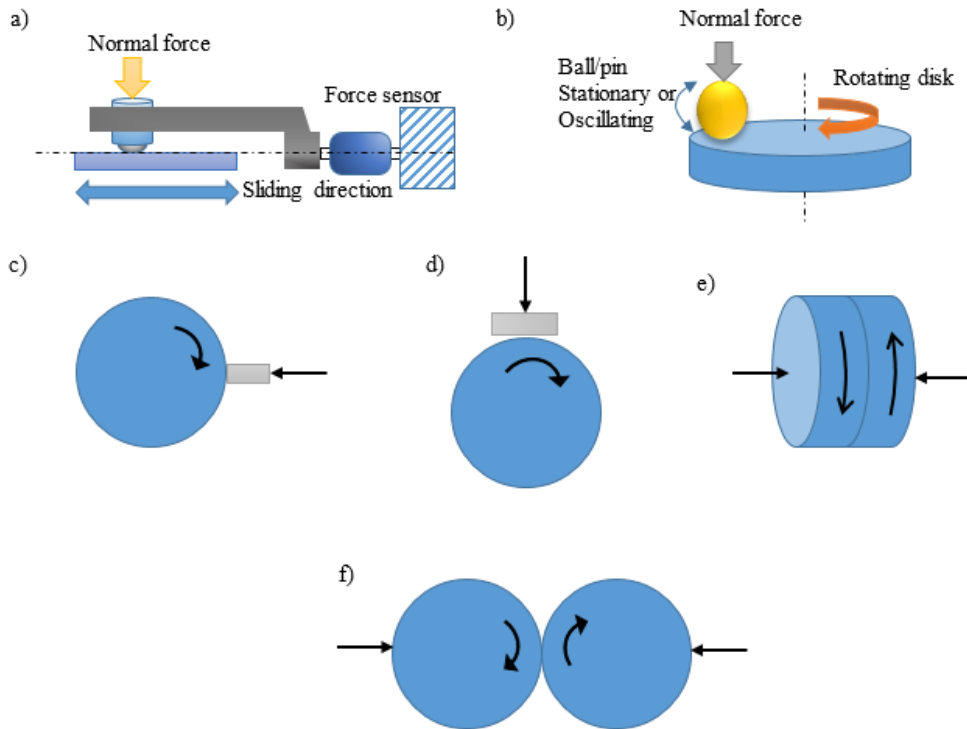 a)
Normal force
Force sensor
Sliding direction
b)
Normal force
Ball/pin
Stationary or
Oscillating
Rotating disk
c)
d)
e)
f)